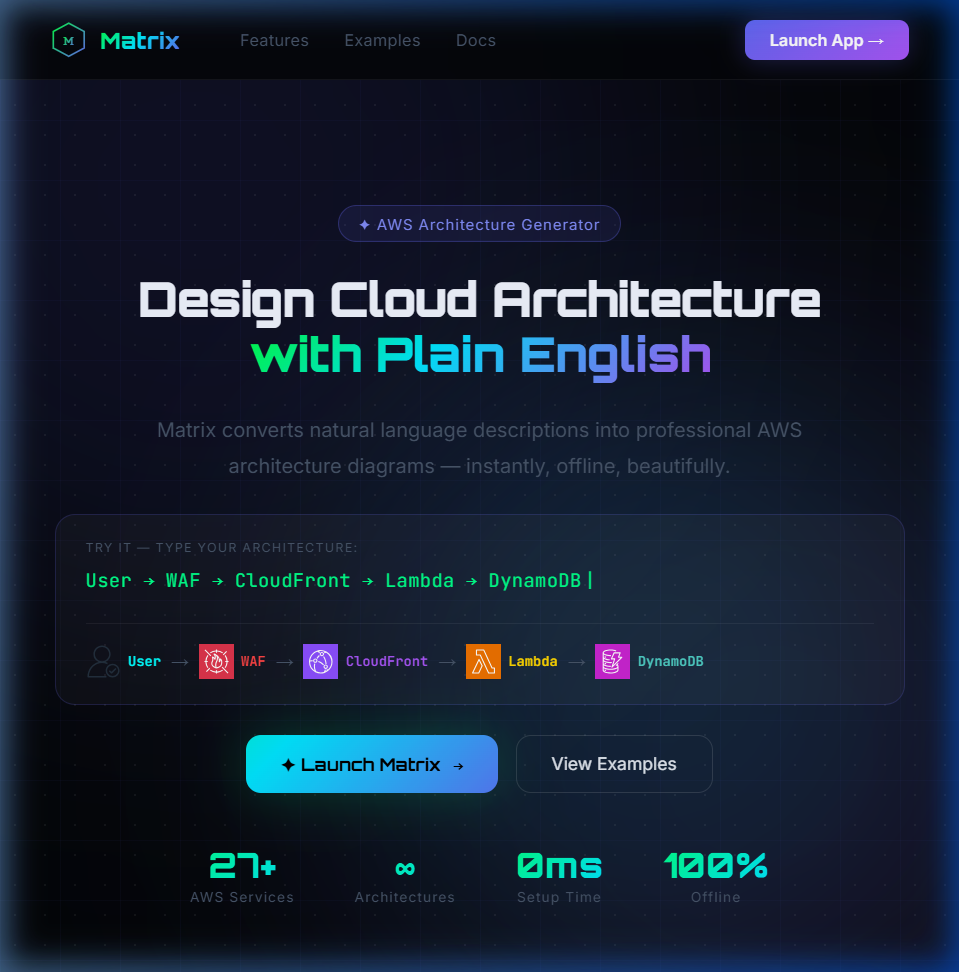 M Matrix Features Examples Docs Launch App →
✦ AWS Architecture Generator
Design Cloud Architecture
with Plain English
Matrix converts natural language descriptions into professional AWS
architecture diagrams — instantly, offline, beautifully.
TRY IT — TYPE YOUR ARCHITECTURE:
User → WAF → CloudFront → Lambda → DynamoDB|
User → WAF → CloudFront → Lambda → DynamoDB
✦ Launch Matrix → View Examples
27+ ∞ 0ms 100%
AWS Services Architectures Setup Time Offline